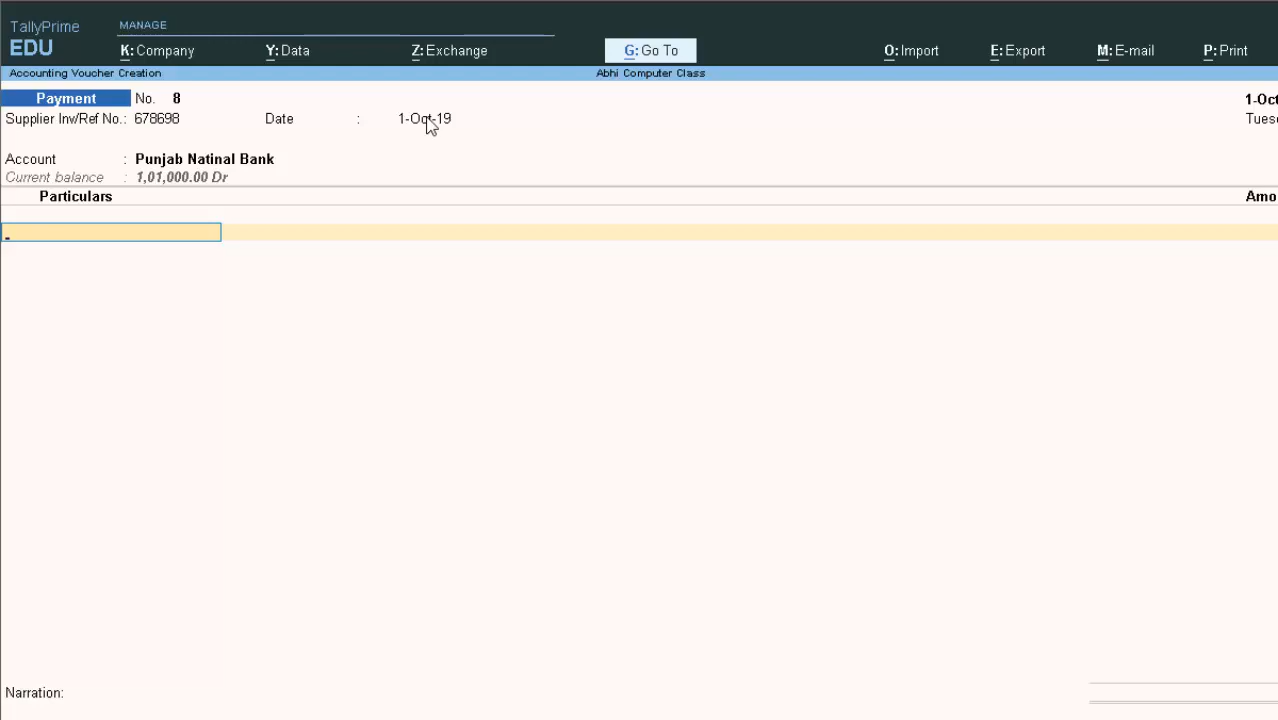 TallyPrime
MANAGE
EDU
K: Company Y: Data Z: Exchange G: Go To O: Import E: Export M: E-mail P: Print
Accounting Voucher Creation Abhi Computer Class
Payment No. 8 1-Oct
Supplier Inv/Ref No.: 678698 Date : 1-Oct-19 Tues
Account : Punjab Natinal Bank
Current balance : 1,01,000.00 Dr
Particulars Amo
Narration: